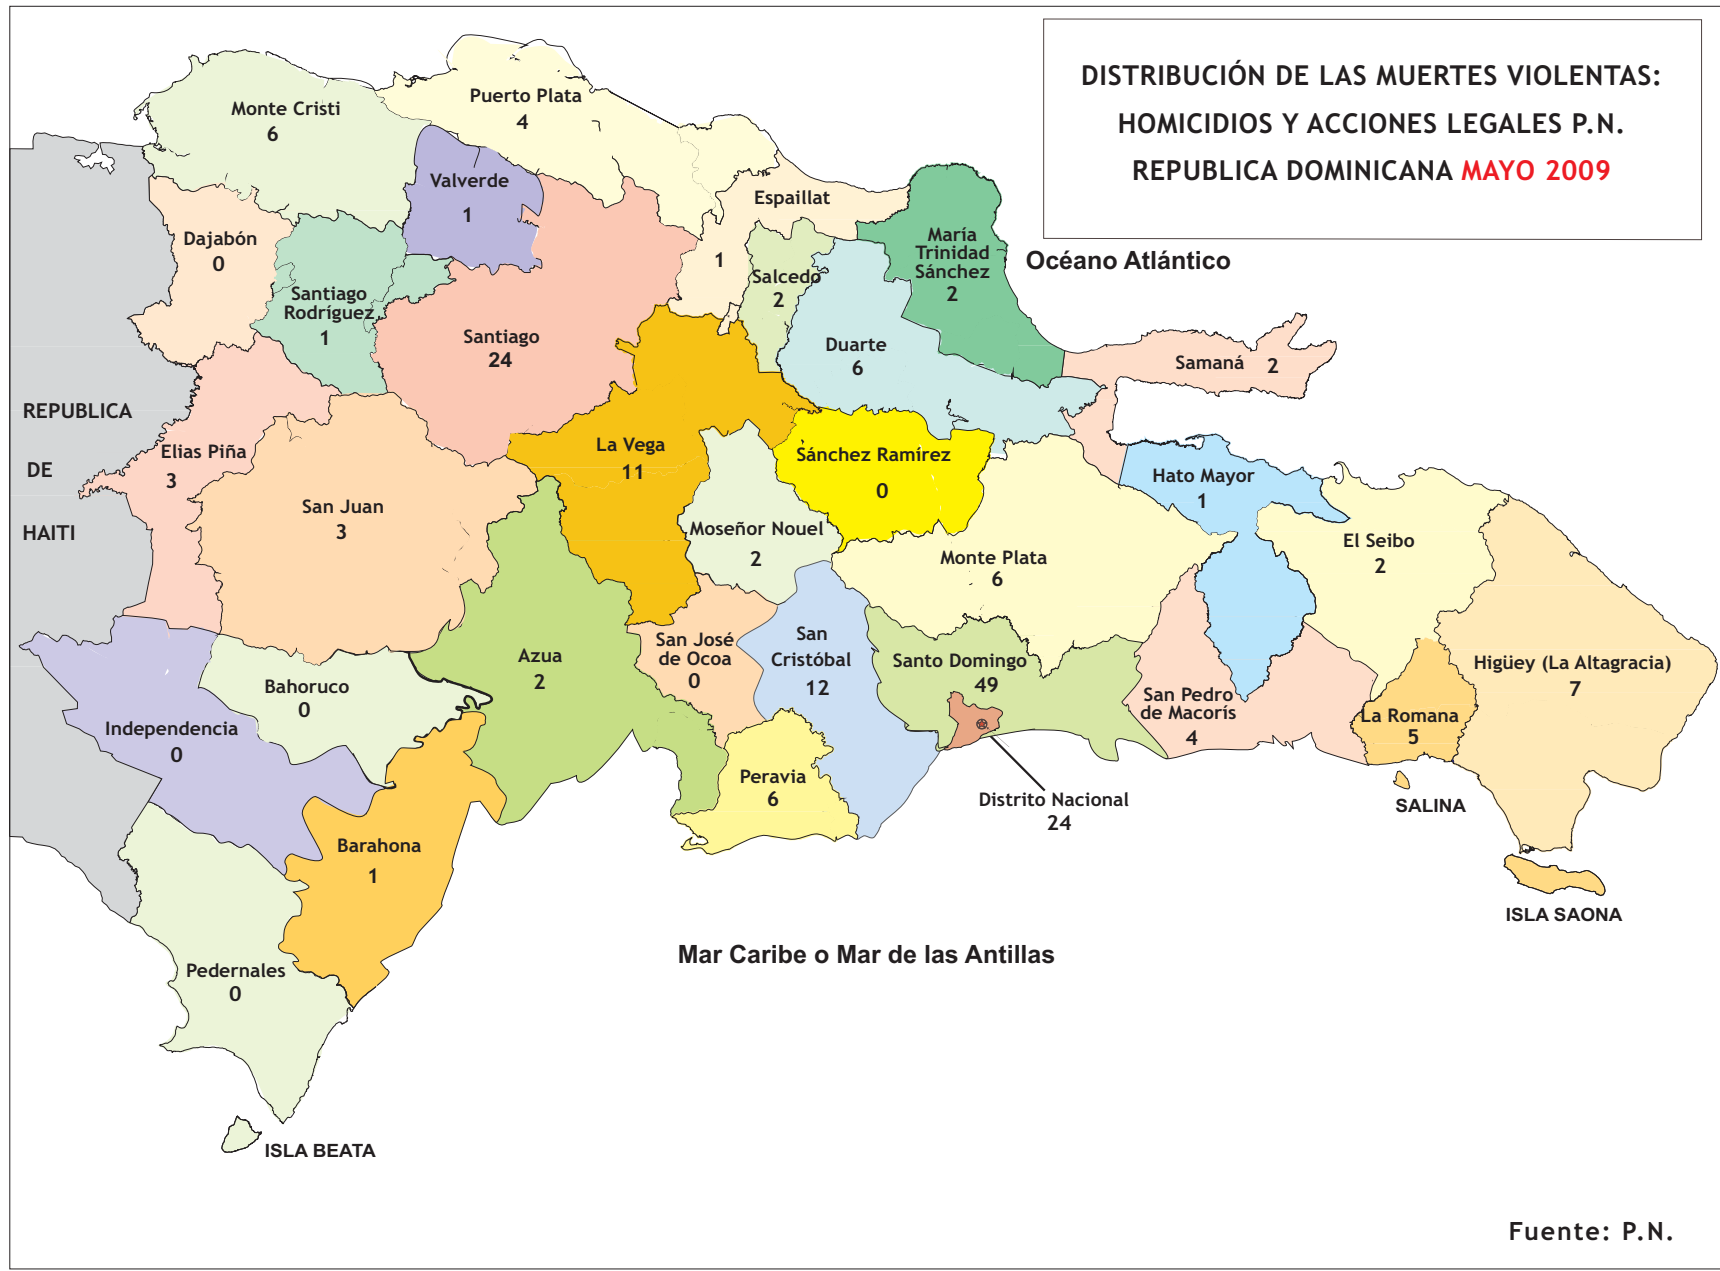 DISTRIBUCIÓN DE LAS MUERTES VIOLENTAS:
HOMICIDIOS Y ACCIONES LEGALES P.N.
REPUBLICA DOMINICANA MAYO 2009
Monte Cristi
6
Puerto Plata
4
Valverde
1
Espaillat
1
Dajabón
0
Santiago
Rodríguez
1
Santiago
24
Salcedo
2
María
Trinidad
Sánchez
2
Océano Atlántico
Duarte
6
Samaná 2
REPUBLICA
DE
HAITI
Elias Piña
3
San Juan
3
La Vega
11
Sánchez Ramírez
0
Moseñor Nouel
2
Hato Mayor
1
El Seibo
2
Monte Plata
6
Higüey (La Altagracia)
7
Azua
2
San José
de Ocoa
0
San
Cristóbal
12
Santo Domingo
49
San Pedro
de Macorís
4
La Romana
5
Bahoruco
0
Independencia
0
Peravia
6
Distrito Nacional
24
SALINA
Barahona
1
ISLA SAONA
Pedernales
0
Mar Caribe o Mar de las Antillas
ISLA BEATA
Fuente: P.N.